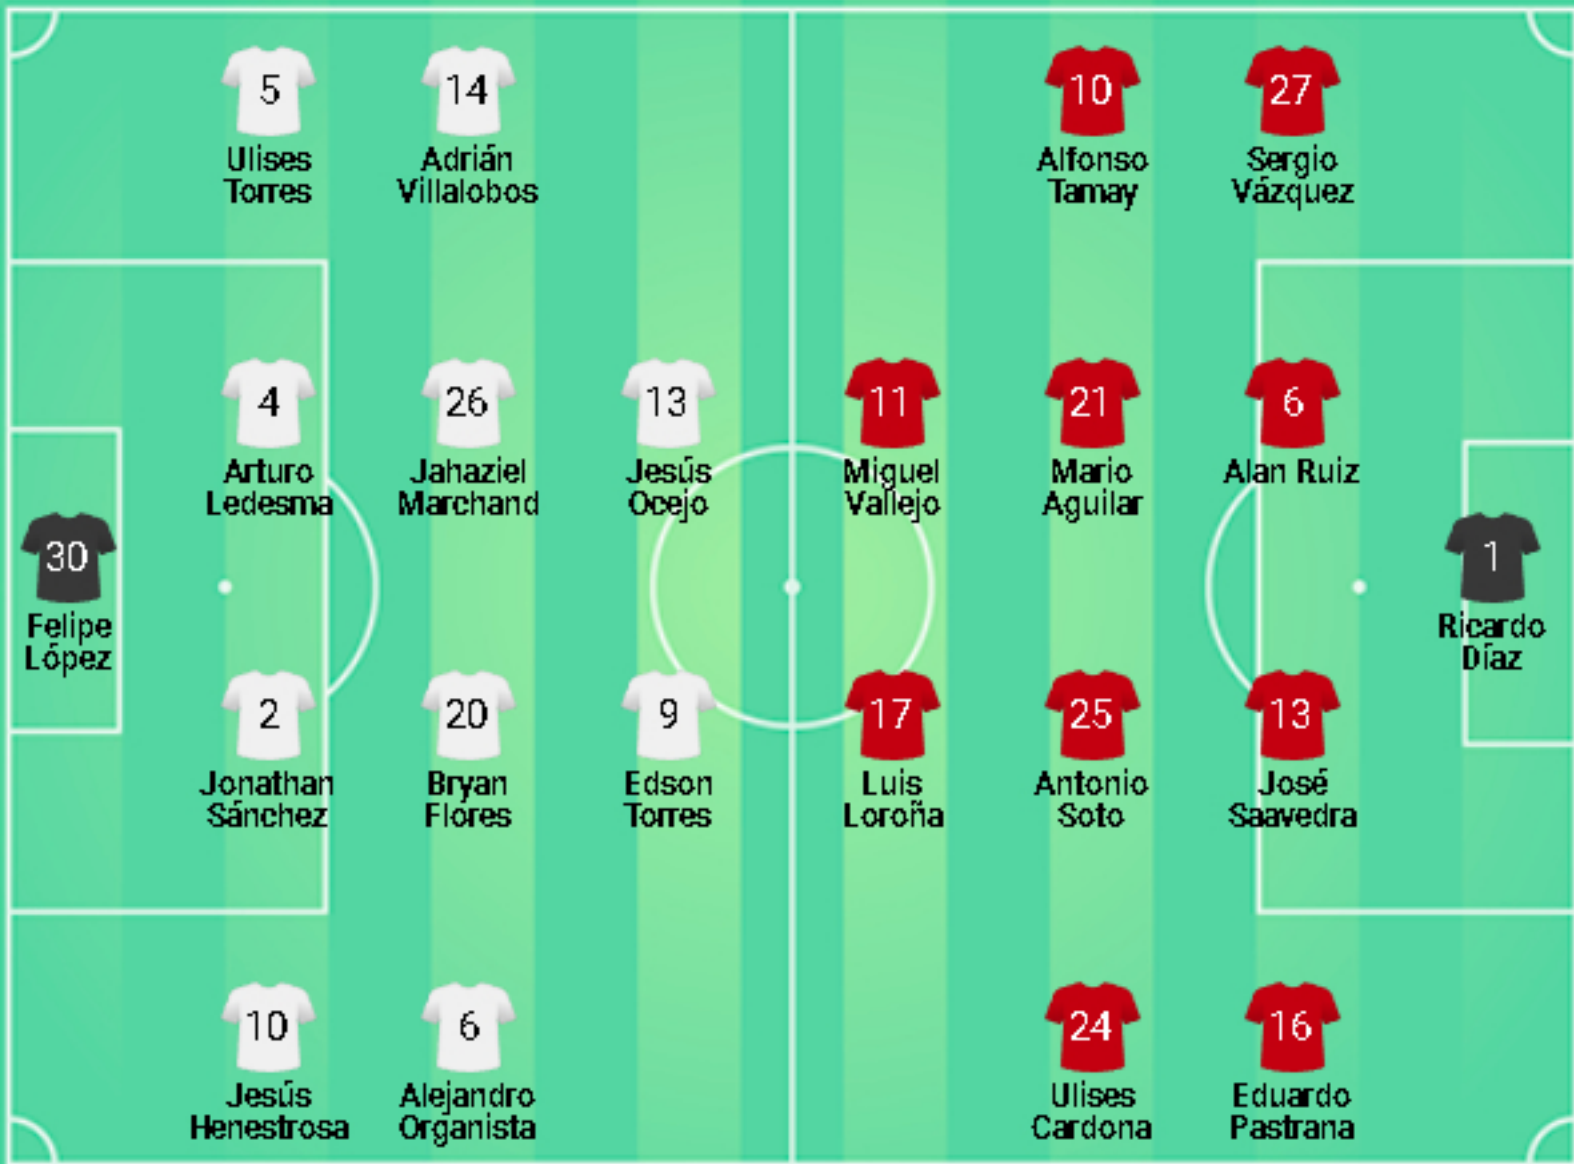 5
Ulises
Torres
14
Adrián
Villalobos
10
Alfonso
Tamay
27
Sergio
Vázquez
4
Arturo
Ledesma
26
Jahaziel
Marchand
13
Jesús
Ocejo
11
Miguel
Vallejo
21
Mario
Aguilar
6
Alan Ruiz
30
Felipe
López
1
Ricardo
Díaz
2
Jonathan
Sánchez
20
Bryan
Flores
9
Edson
Torres
17
Luis
Loroña
25
Antonio
Soto
13
José
Saavedra
10
Jesús
Henestrosa
6
Alejandro
Organista
24
Ulises
Cardona
16
Eduardo
Pastrana